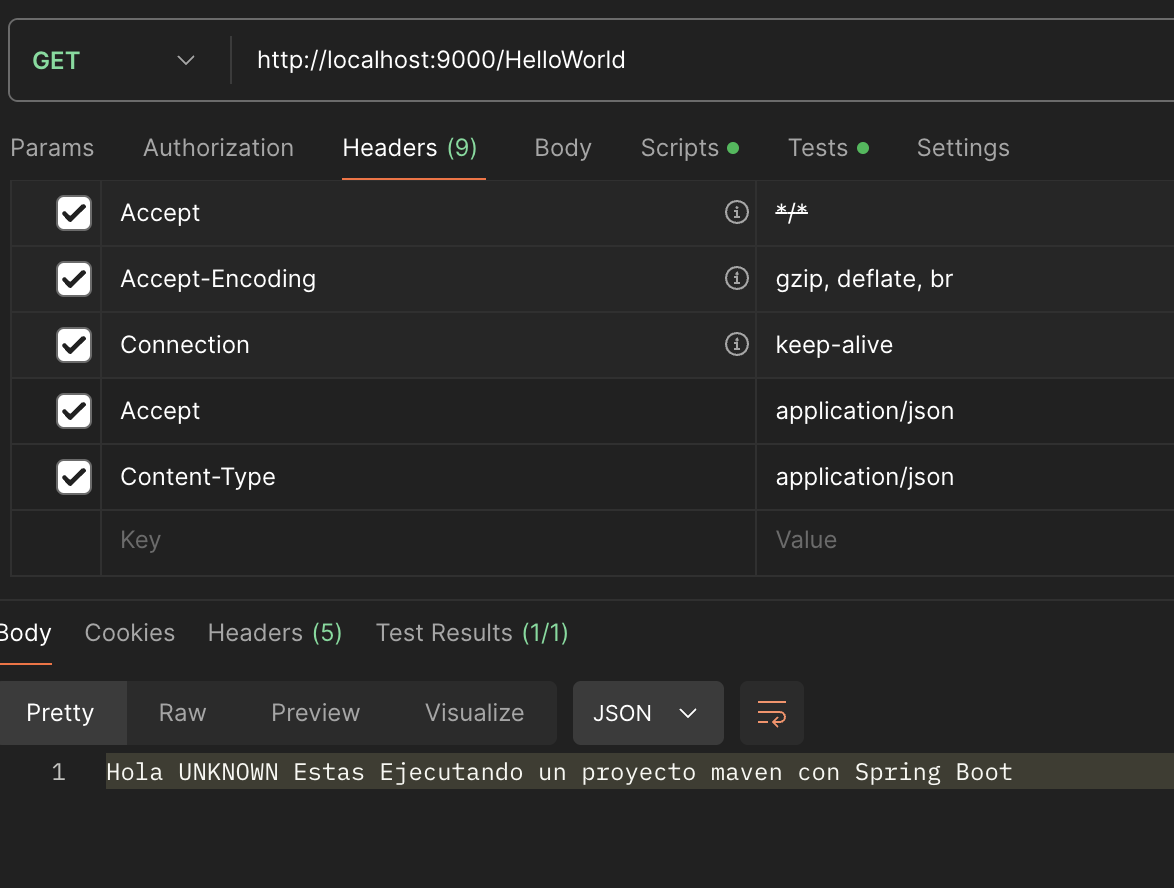 GET http://localhost:9000/HelloWorld
Params Authorization Headers (9) Body Scripts Tests Settings
Accept */*
Accept-Encoding gzip, deflate, br
Connection keep-alive
Accept application/json
Content-Type application/json
Key Value
Body Cookies Headers (5) Test Results (1/1)
Pretty Raw Preview Visualize JSON
1 Hola UNKNOWN Estas Ejecutando un proyecto maven con Spring Boot